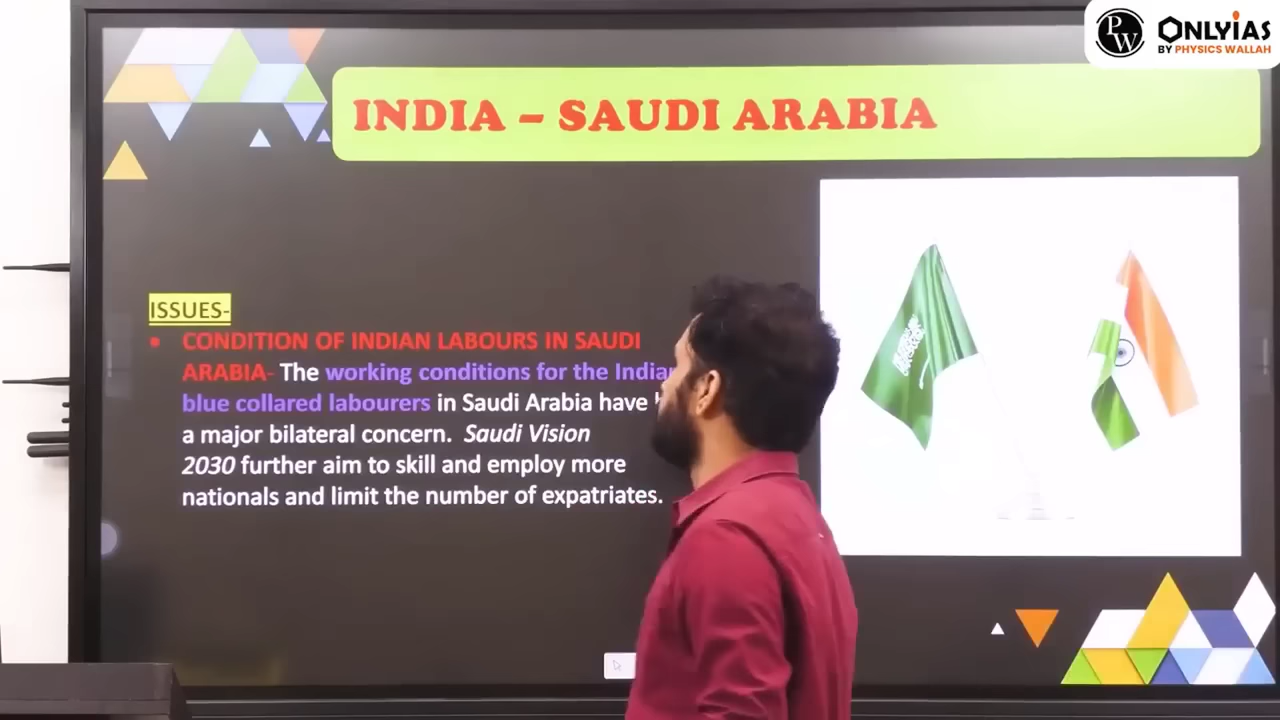 PW
ONLYIAS
BY PHYSICS WALLAH
INDIA – SAUDI ARABIA
ISSUES-
• CONDITION OF INDIAN LABOURS IN SAUDI
ARABIA- The working conditions for the
blue collared labourers in Saudi Arabia have
a major bilateral concern. Saudi Vision
2030 further aim to skill and employ more
nationals and limit the number of expatriates.